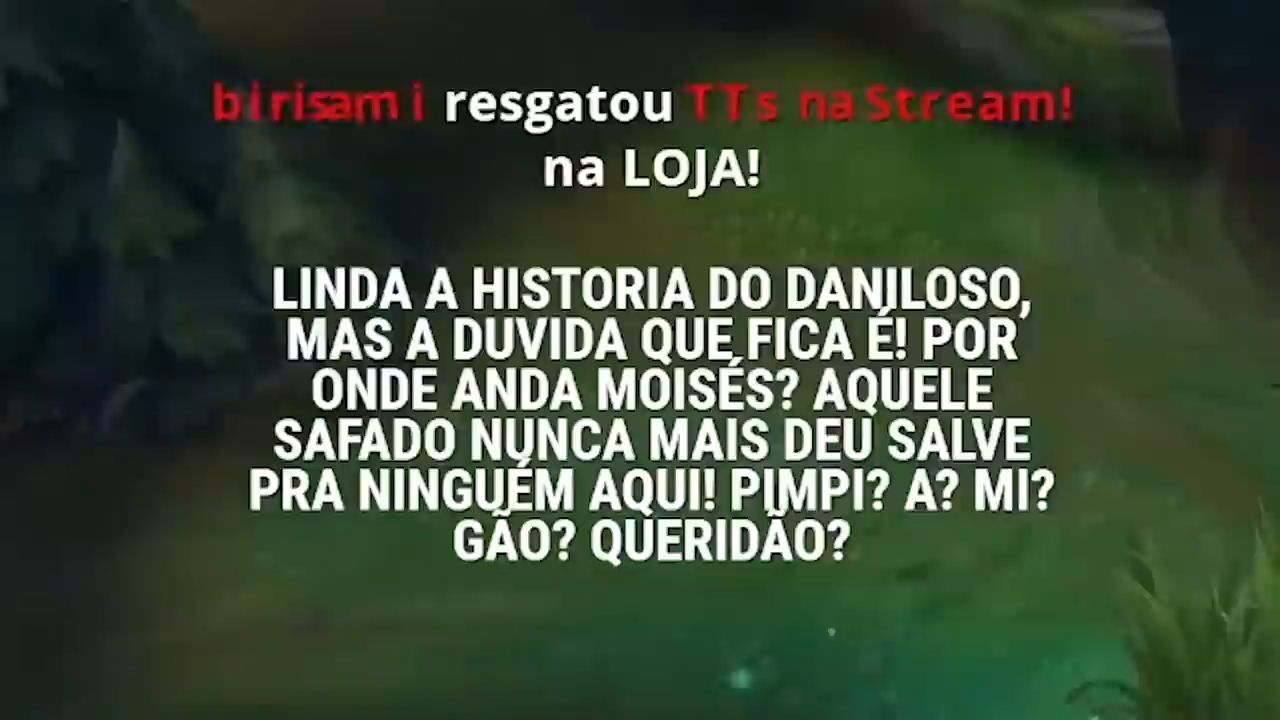 birisami resgatou TTs na Stream!
na LOJA!
LINDA A HISTORIA DO DANILOSO,
MAS A DUVIDA QUE FICA É! POR
ONDE ANDA MOISÉS? AQUELE
SAFADO NUNCA MAIS DEU SALVE
PRA NINGUÉM AQUI! PIMPI? A? MI?
GÃO? QUERIDÃO?